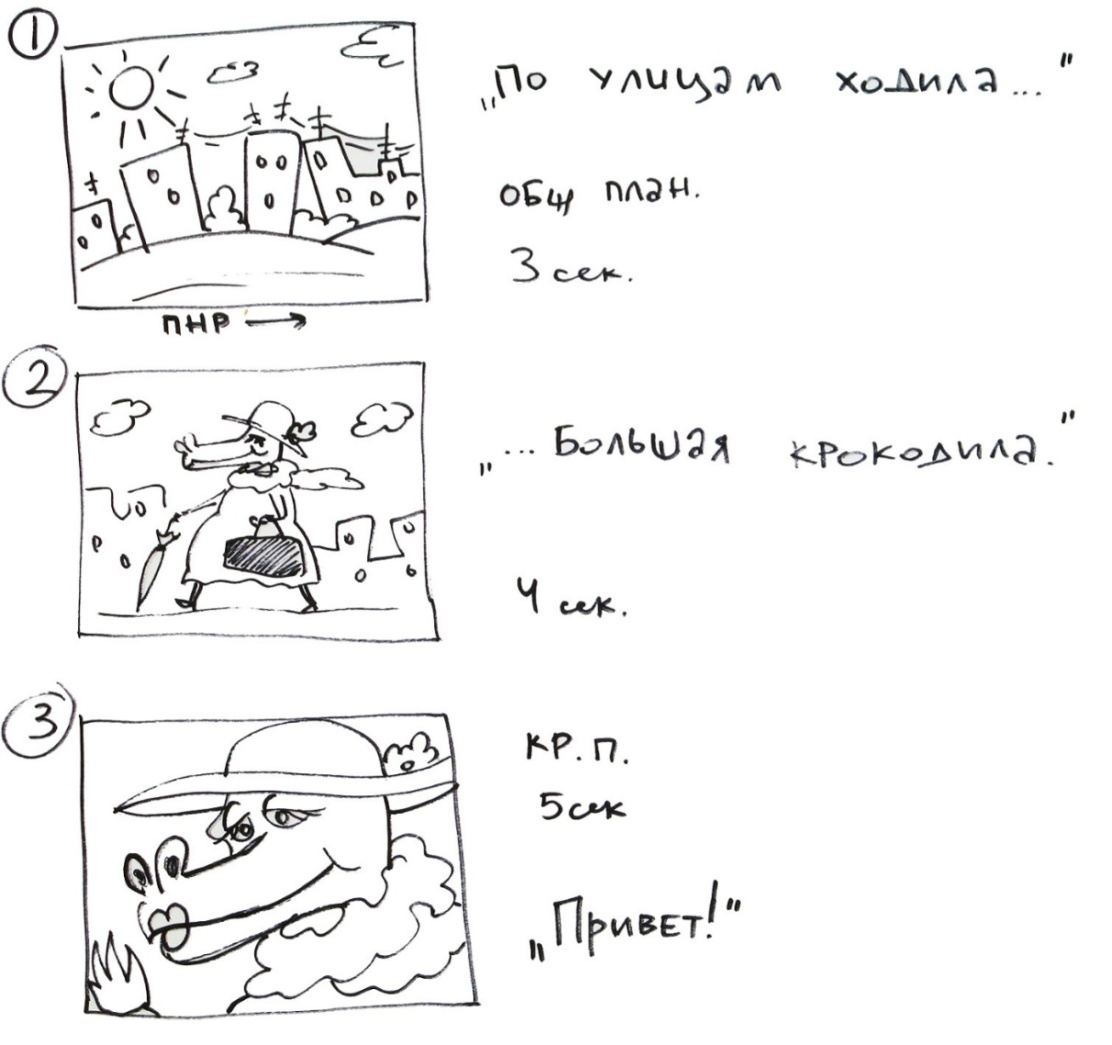 1
„По улицам ходила..."
общ план.
3 сек.
ПНР →
2
„... Большая крокодила."
4 сек.
3
КР. П.
5 сек
„Привет!"